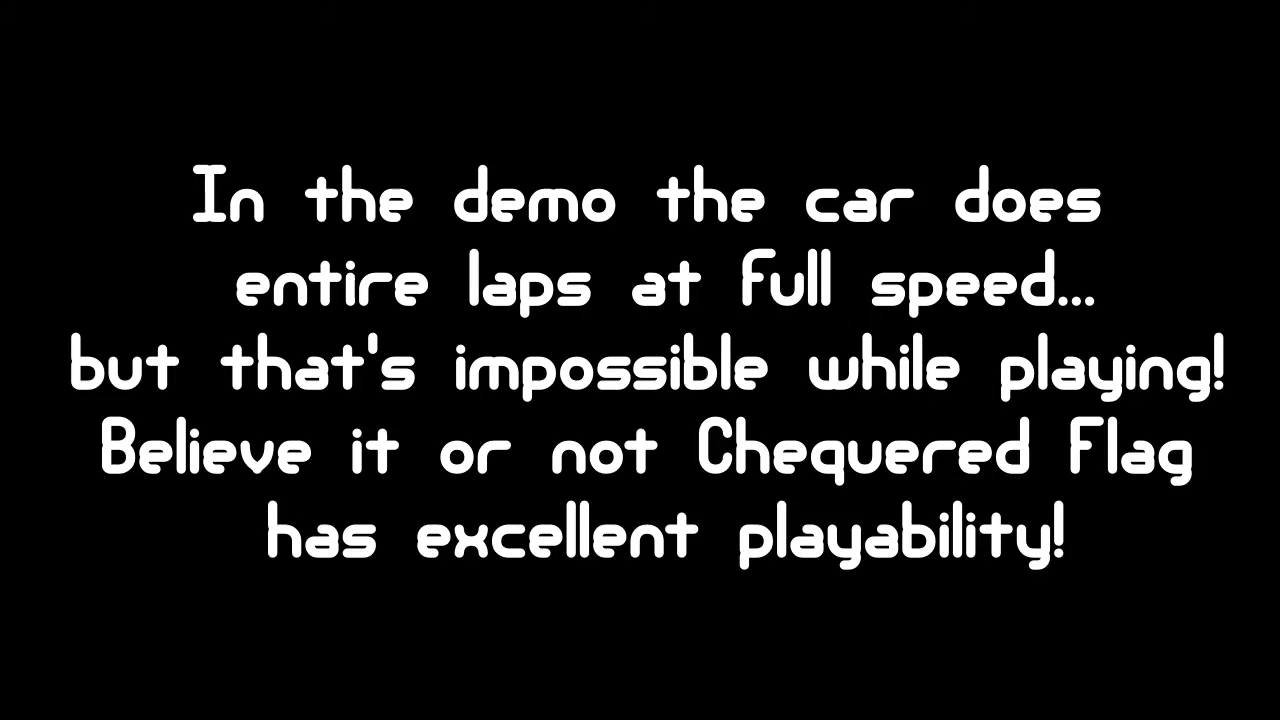 In the demo the car does
entire laps at full speed...
but that's impossible while playing!
Believe it or not Chequered Flag
has excellent playability!